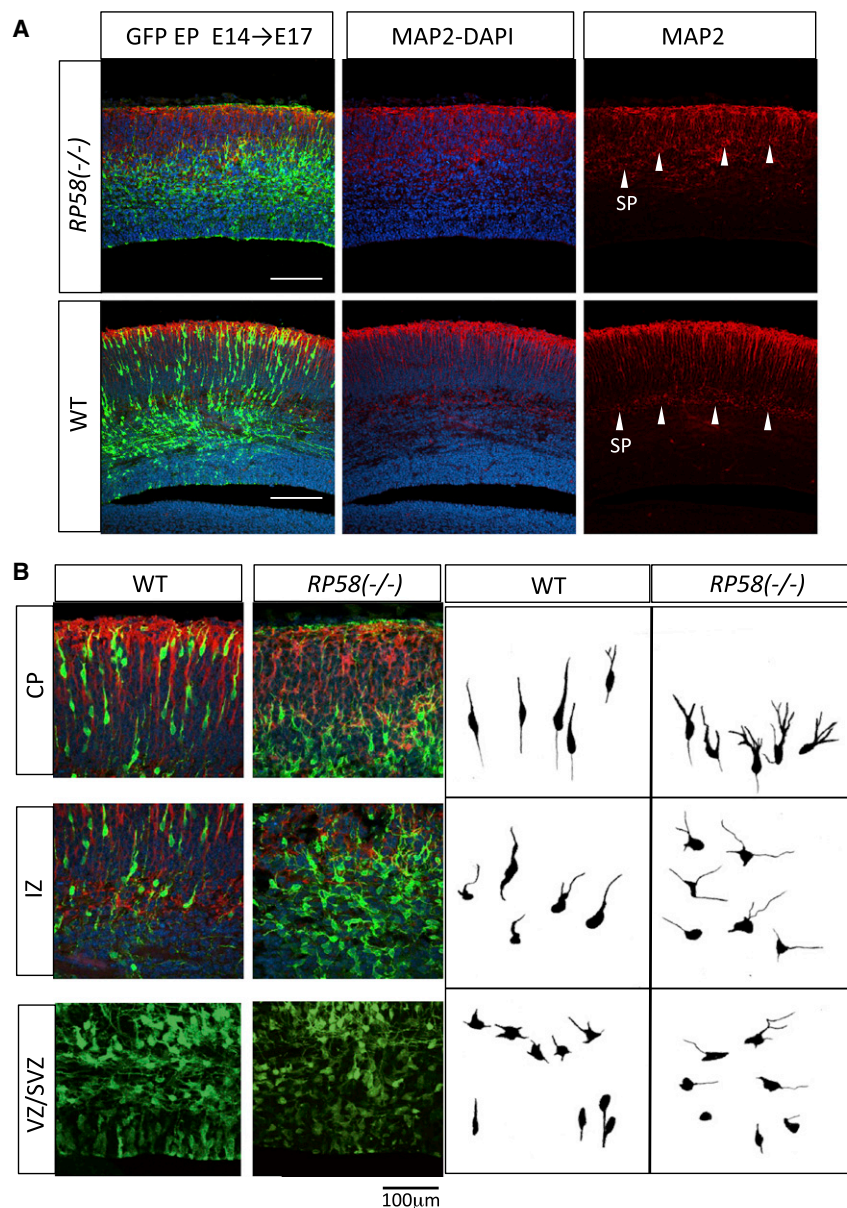 A
GFP EP E14→E17
MAP2-DAPI
MAP2
RP58(-/-)
SP
WT
SP
B
WT
RP58(-/-)
WT
RP58(-/-)
CP
IZ
VZ/SVZ
100μm